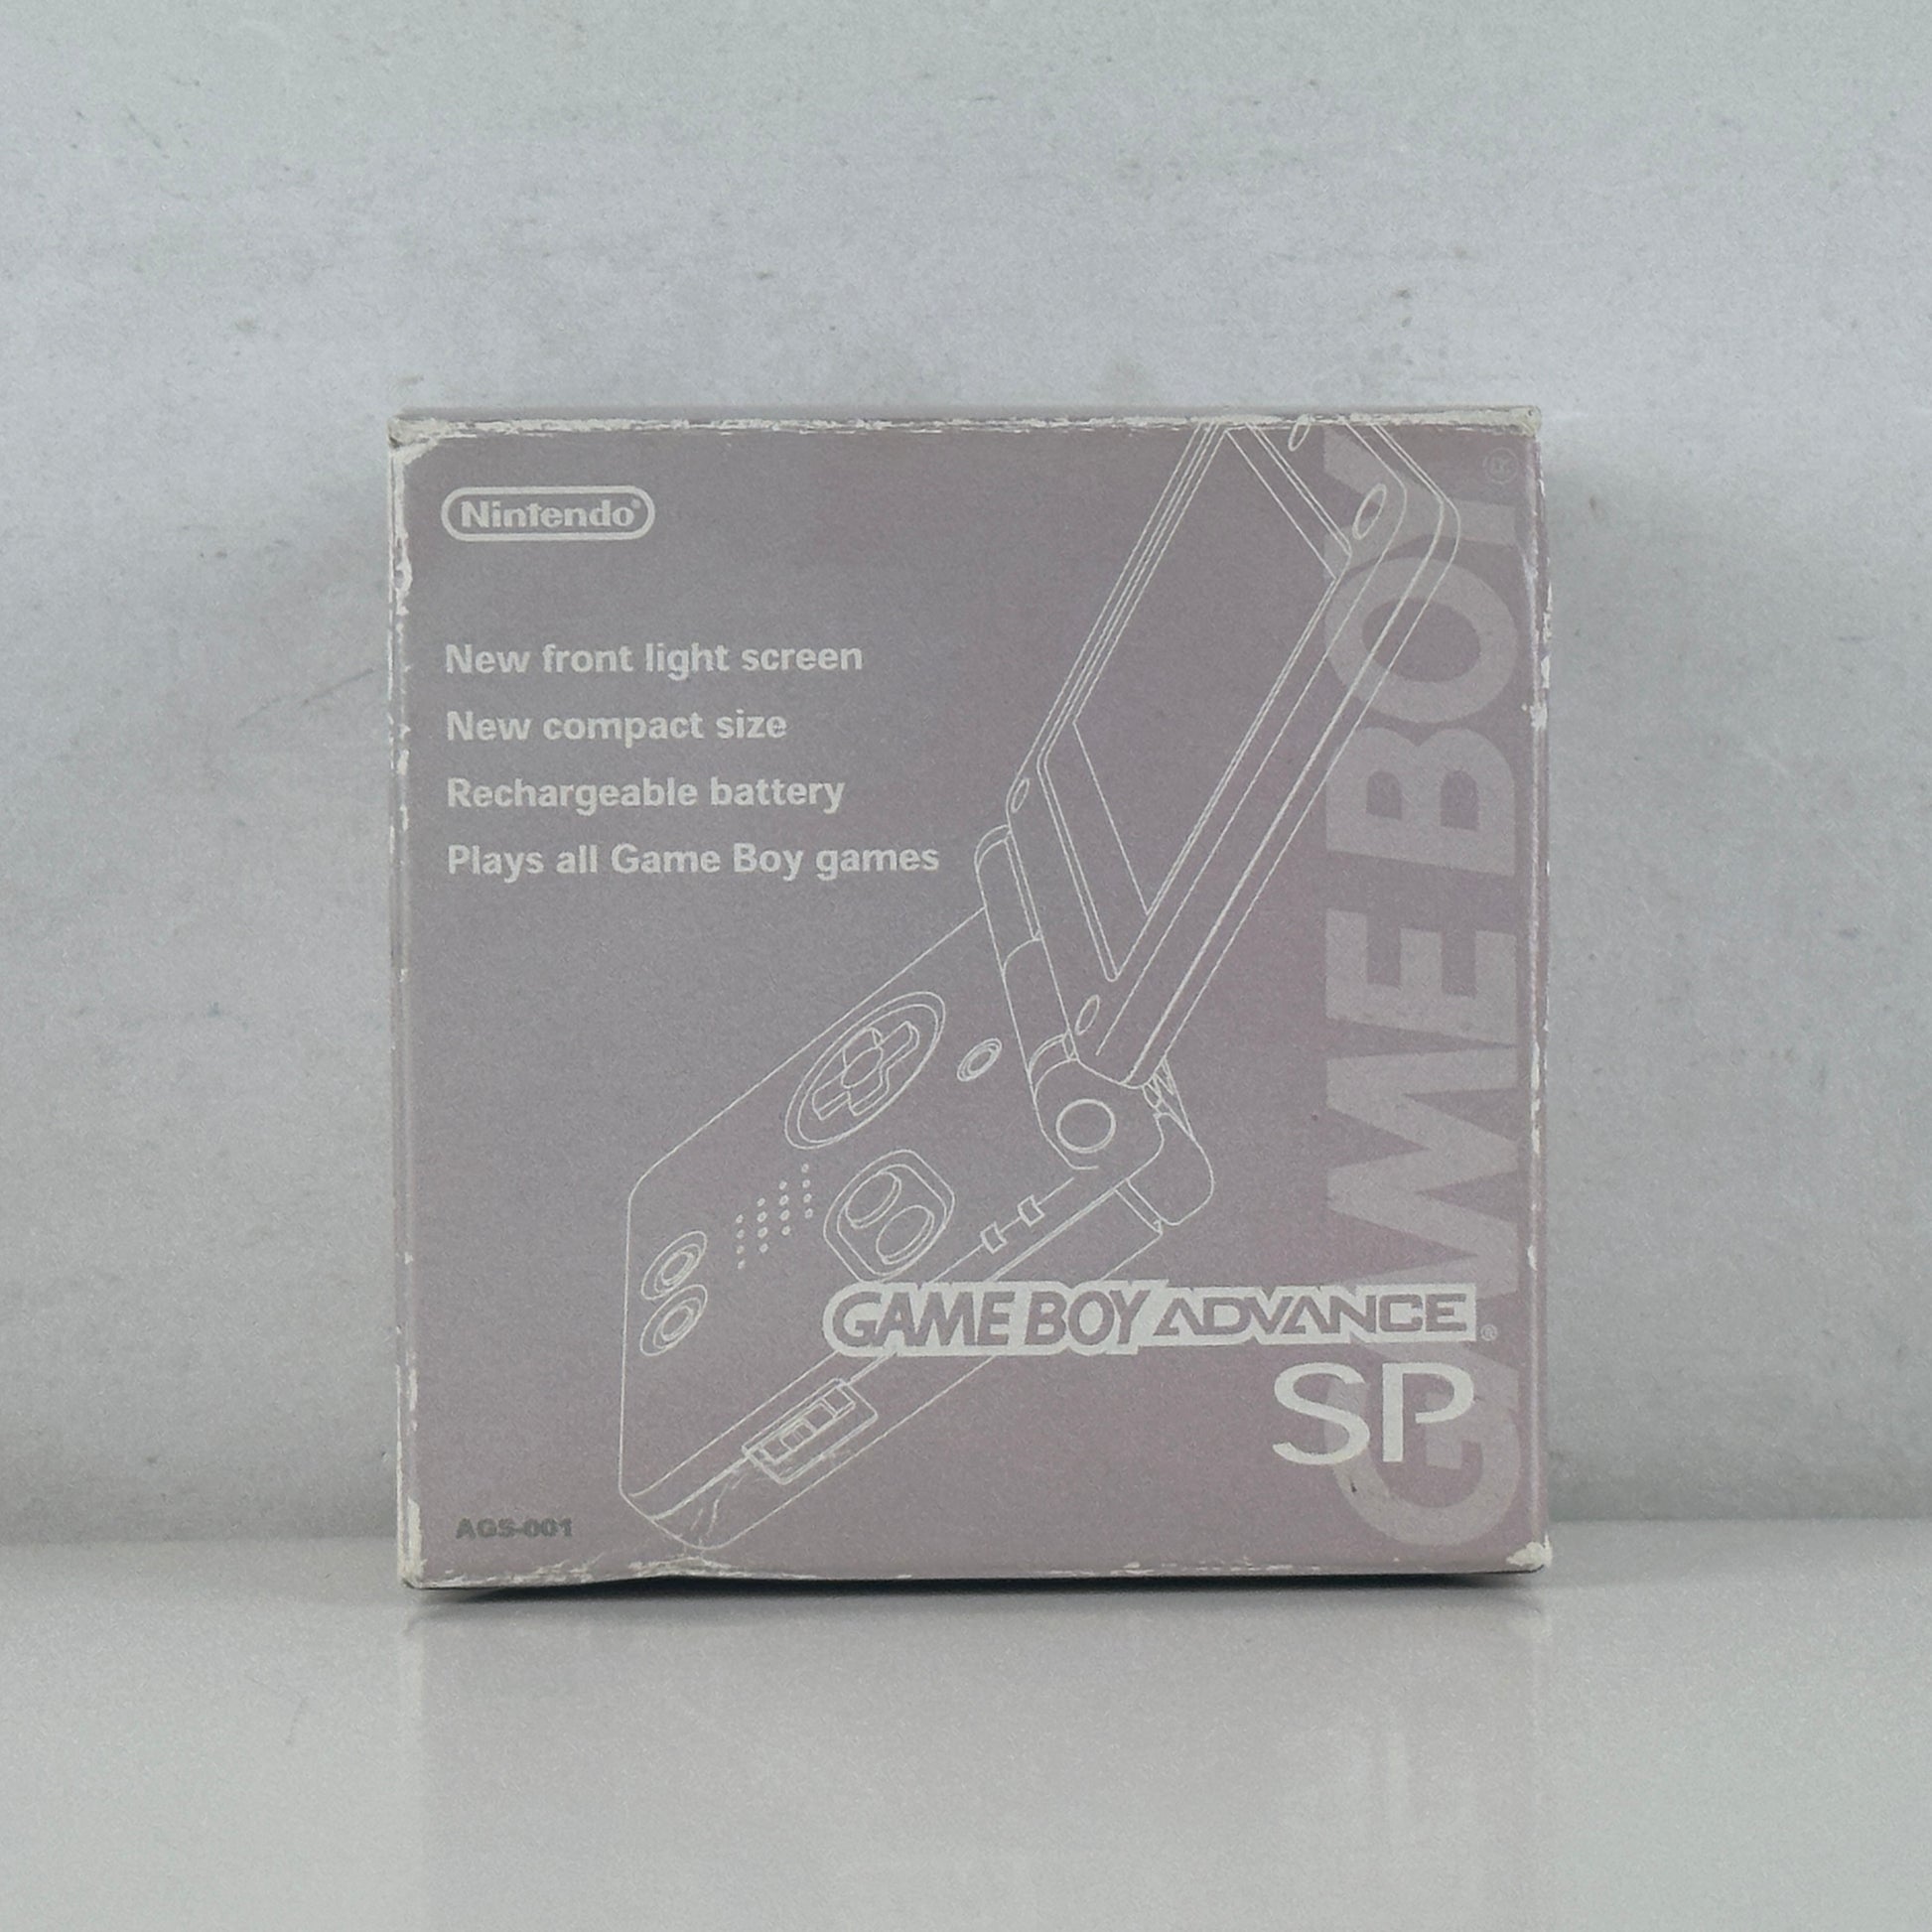 Nintendo®
New front light screen
New compact size
Rechargeable battery
Plays all Game Boy games
GAME BOY®
GAME BOY ADVANCE®
SP
AGS-001